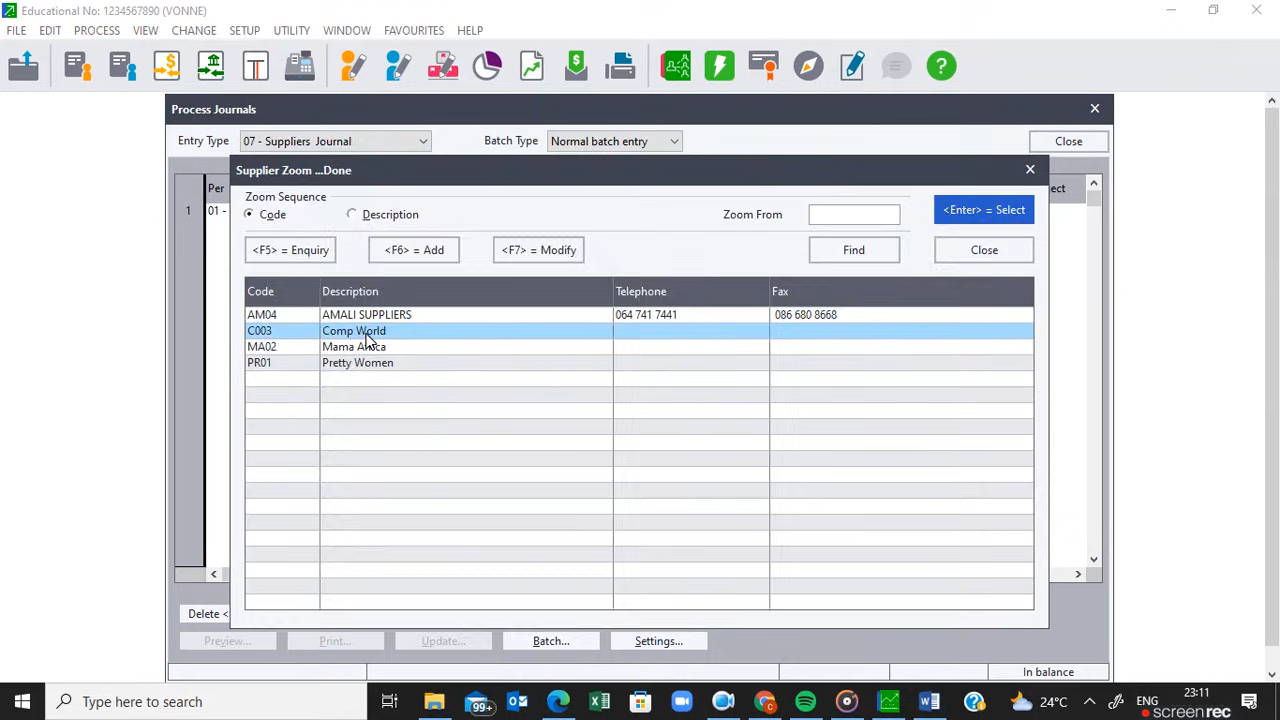 Educational No: 1234567890 (VONNE)
FILE EDIT PROCESS VIEW CHANGE SETUP UTILITY WINDOW FAVOURITES HELP
Process Journals
Entry Type 07 - Suppliers Journal Batch Type Normal batch entry Close
Supplier Zoom ...Done
Per
1 01 -
Zoom Sequence
Code Description Zoom From <Enter> = Select
<F5> = Enquiry <F6> = Add <F7> = Modify Find Close
Code Description Telephone Fax
AM04 AMALI SUPPLIERS 064 741 7441 086 680 8668
C003 Comp World
MA02 Mama Africa
PR01 Pretty Women
Delete <
Preview... Print... Update... Batch... Settings...
In balance
Type here to search 99+ 24°C ENG 23:11
screenrec